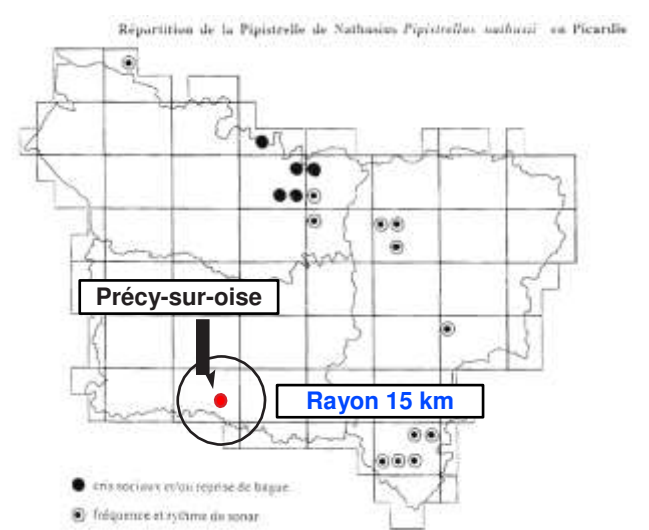 Répartition de la Pipistrelle de Nathusius Pipistrellus nathusii en Picardie
Précy-sur-oise
Rayon 15 km
cris sociaux et/ou reprise de bague
fréquence et rythme du sonar